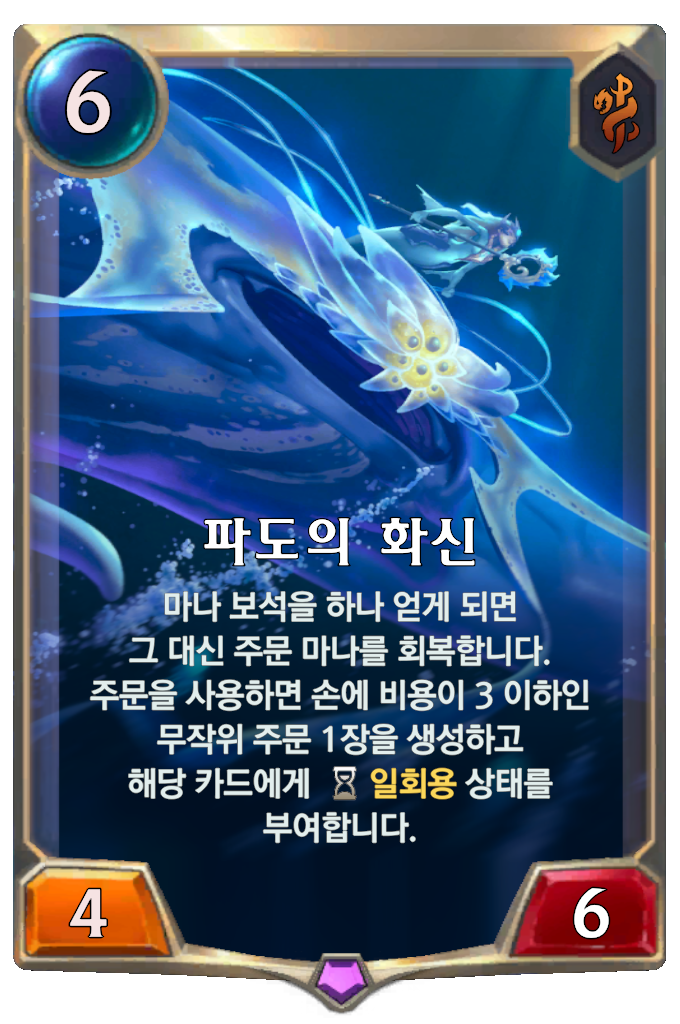 6
파도의 화신
마나 보석을 하나 얻게 되면
그 대신 주문 마나를 회복합니다.
주문을 사용하면 손에 비용이 3 이하인
무작위 주문 1장을 생성하고
해당 카드에게 일회용 상태를
부여합니다.
4
6